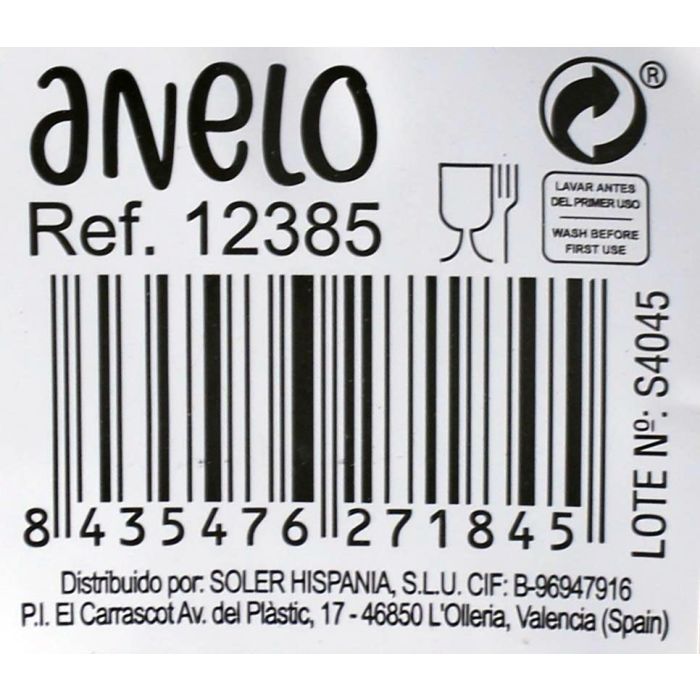 anelo
Ref. 12385
®
LAVAR ANTES
DEL PRIMER USO
WASH BEFORE
FIRST USE
LOTE Nº: S4045
8 435476 271845
Distribuido por: SOLER HISPANIA, S.L.U. CIF: B-96947916
P.I. El Carrascot Av. del Plàstic, 17 - 46850 L'Olleria, Valencia (Spain)